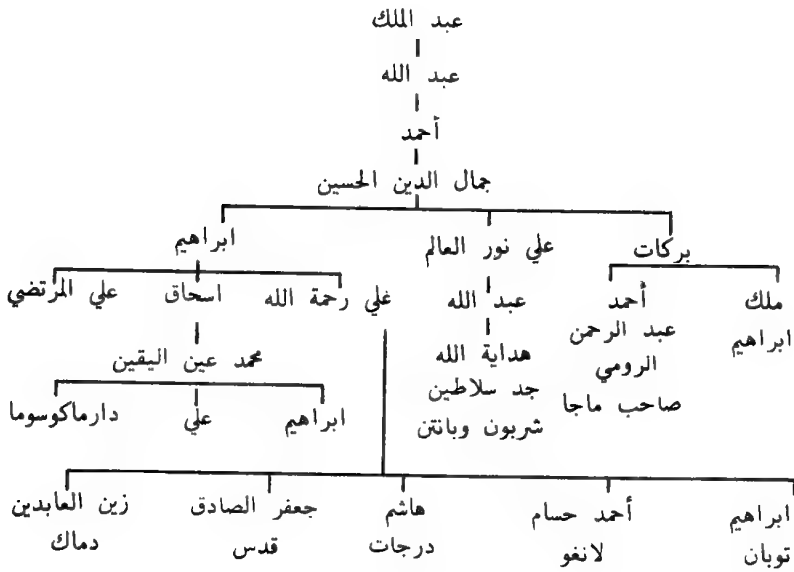 عبد الملك
عبد الله
أحمد
جمال الدين الحسين
بركات
علي نور العالم
ابراهيم
ملك
ابراهيم
أحمد
عبد الرحمن
الرومي
صاحب ماجا
عبد الله
هداية الله
جد سلاطين
شربون وبانتن
غلي رحمة الله
اسحاق
علي المرتضي
محمد عين اليقين
ابراهيم
علي
دارماكوسوما
ابراهيم
توبان
أحمد حسام
لانغو
هاشم
درجات
جعفر الصادق
قدس
زين العابدين
دماك